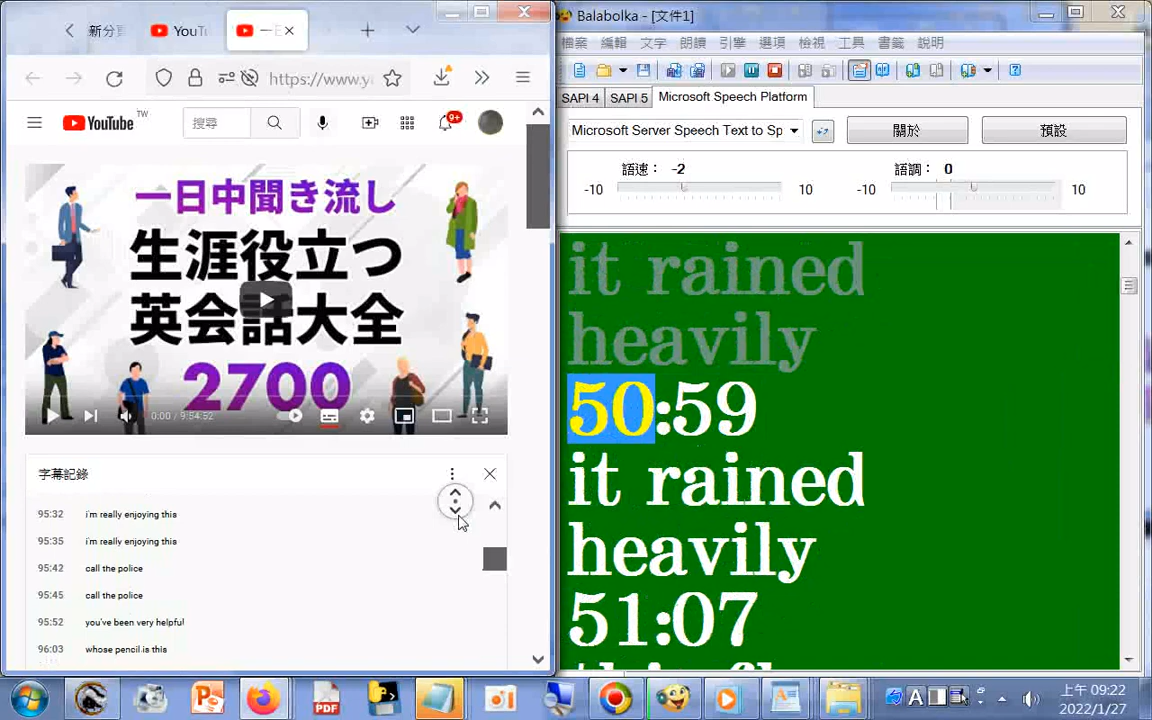 新分
YouT
一E
https://www.y
TW
YouTube
搜尋
9+
一日中聞き流し
生涯役立つ
英会話大全
2700
0:00 / 9:54:52
字幕記錄
95:32 i'm really enjoying this
95:35 i'm really enjoying this
95:42 call the police
95:45 call the police
95:52 you've been very helpful
96:03 whose pencil is this
Balabolka - [文件1]
檔案 編輯 文字 朗讀 引擎 選項 檢視 工具 書籤 說明
SAPI 4 SAPI 5 Microsoft Speech Platform
Microsoft Server Speech Text to Sp
關於 預設
語速： -2 語調： 0
-10 10 -10 10
it rained
heavily
50:59
it rained
heavily
51:07
PDF
A
上午 09:22
2022/1/27